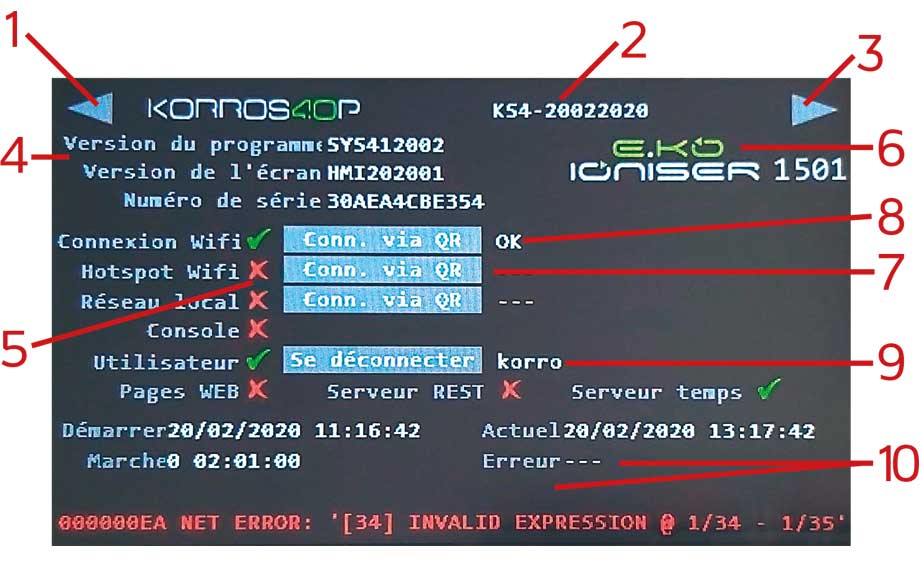 1 2 3
KORROS4.0P KS4-20022020
4 Version du programme SYS412002 E.KO 6
Version de l'écran HMI202001 IONISER 1501
Numéro de série 30AEA4CBE354
8
Connexion Wifi ✓ Conn. via QR OK
Hotspot Wifi ✗ Conn. via QR --- 7
Réseau local ✗ Conn. via QR ---
Console ✗
5
Utilisateur ✓ Se déconnecter korro 9
Pages WEB ✗ Serveur REST ✗ Serveur temps ✓
Démarrer 20/02/2020 11:16:42 Actuel 20/02/2020 13:17:42
Marche 0 02:01:00 Erreur --- 10
000000EA NET ERROR: '[34] INVALID EXPRESSION @ 1/34 - 1/35'